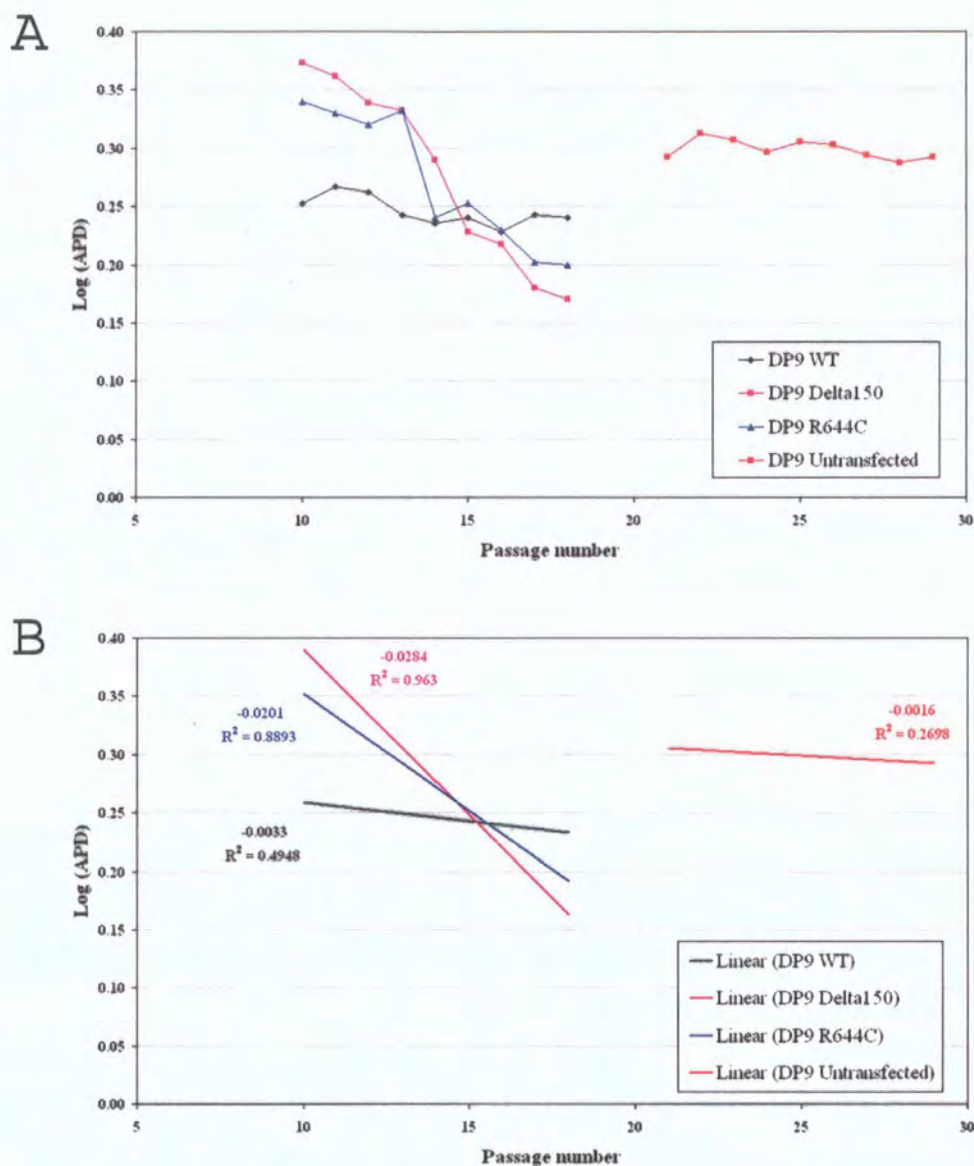 A
0.40
0.35
0.30
0.25
0.20
0.15
0.10
0.05
0.00
Log (APD)
5
10
15
20
25
30
Passage number
DP9 WT
DP9 Delta150
DP9 R644C
DP9 Untransfected
B
0.40
0.35
0.30
0.25
0.20
0.15
0.10
0.05
0.00
Log (APD)
-0.0284
R² = 0.963
-0.0201
R² = 0.8893
-0.0033
R² = 0.4948
-0.0016
R² = 0.2698
5
10
15
20
25
30
Passage number
Linear (DP9 WT)
Linear (DP9 Delta150)
Linear (DP9 R644C)
Linear (DP9 Untransfected)